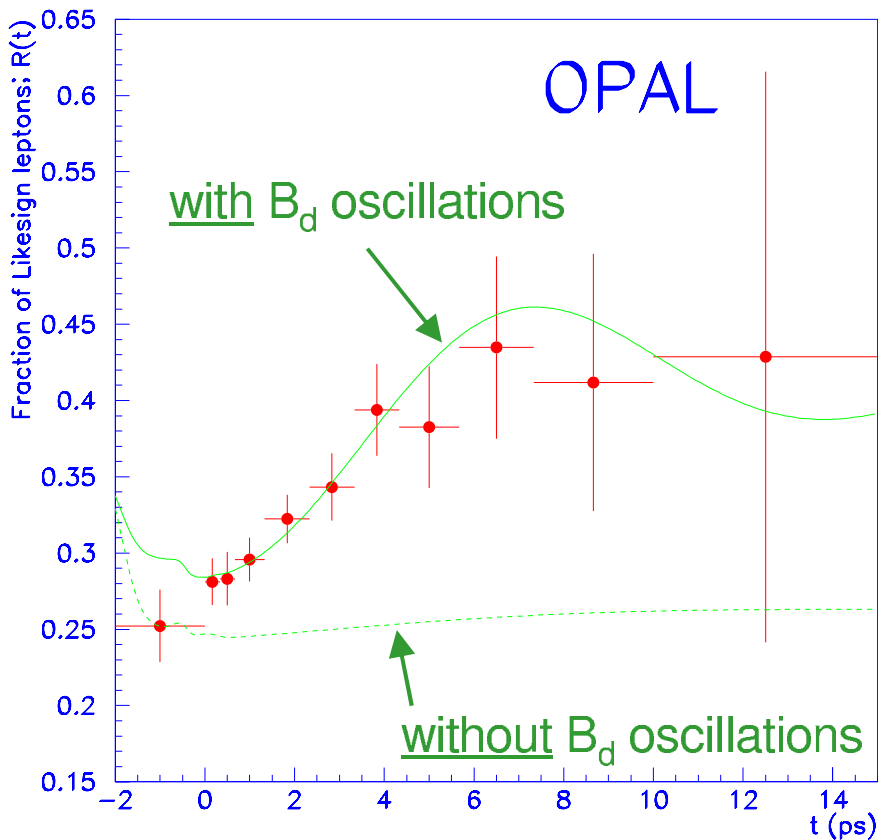 Fraction of Likesign leptons; R(t)
0.65
0.6
0.55
0.5
0.45
0.4
0.35
0.3
0.25
0.2
0.15
OPAL
with B_d oscillations
without B_d oscillations
−2 0 2 4 6 8 10 12 14
t (ps)